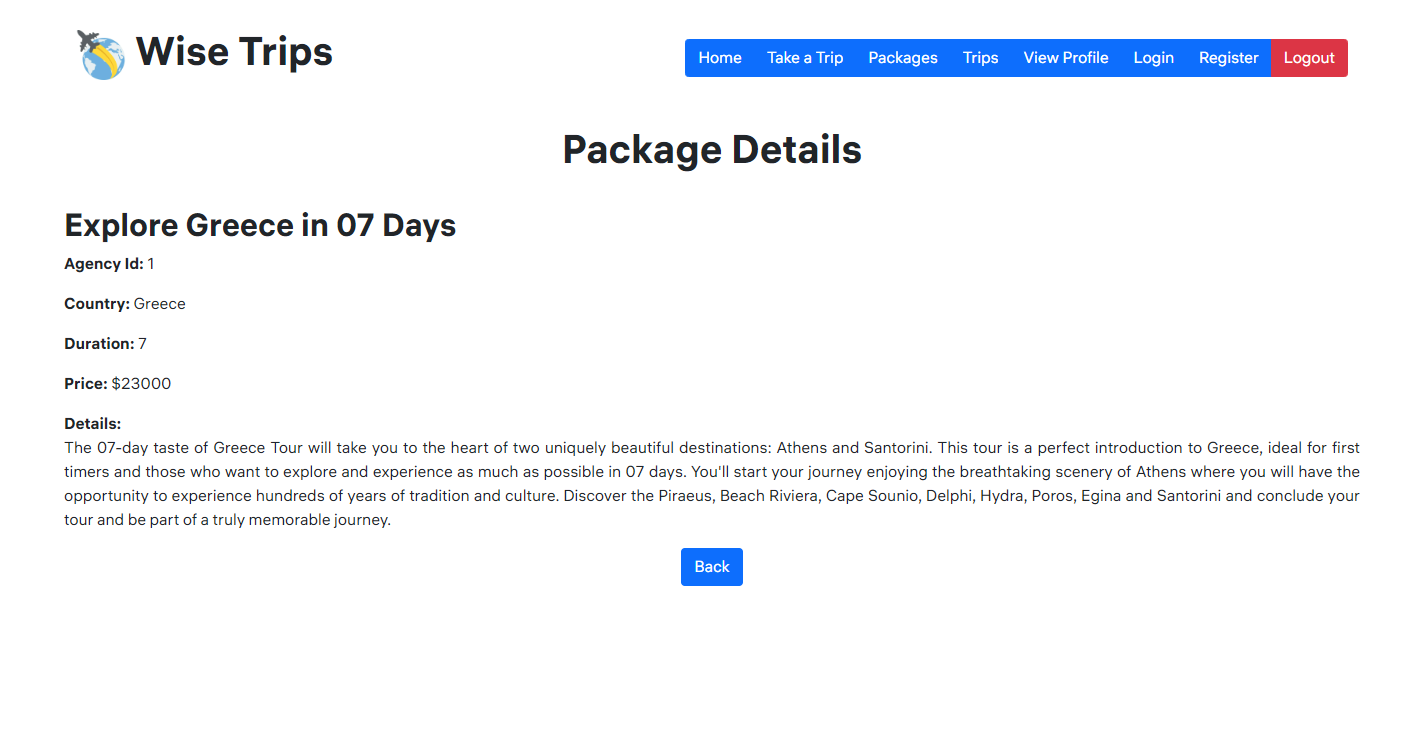 Wise Trips
Home Take a Trip Packages Trips View Profile Login Register Logout
Package Details
Explore Greece in 07 Days
Agency Id: 1
Country: Greece
Duration: 7
Price: $23000
Details:
The 07-day taste of Greece Tour will take you to the heart of two uniquely beautiful destinations: Athens and Santorini. This tour is a perfect introduction to Greece, ideal for first
timers and those who want to explore and experience as much as possible in 07 days. You'll start your journey enjoying the breathtaking scenery of Athens where you will have the
opportunity to experience hundreds of years of tradition and culture. Discover the Piraeus, Beach Riviera, Cape Sounio, Delphi, Hydra, Poros, Egina and Santorini and conclude your
tour and be part of a truly memorable journey.
Back